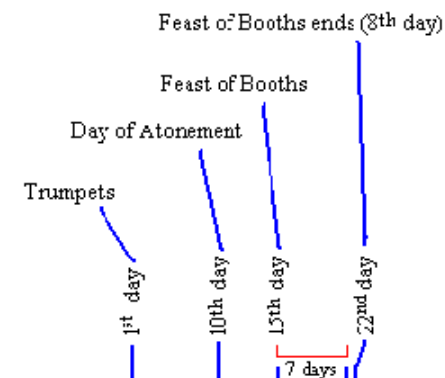 Feast of Booths ends (8th day)
Feast of Booths
Day of Atonement
Trumpets
1st day
10th day
15th day
22nd day
7 days